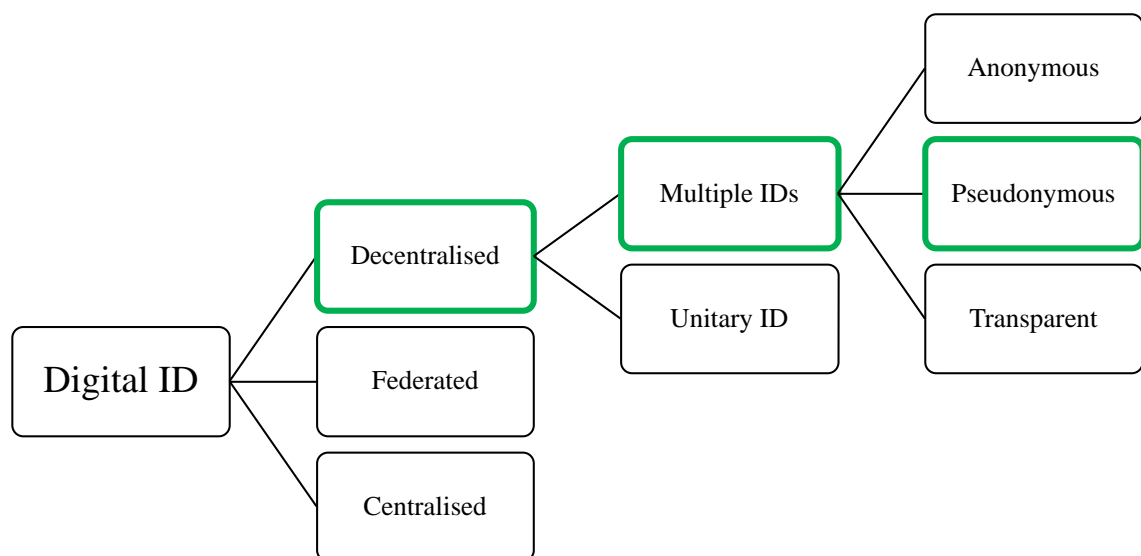 Anonymous
Multiple IDs
Pseudonymous
Decentralised
Unitary ID
Transparent
Digital ID
Federated
Centralised